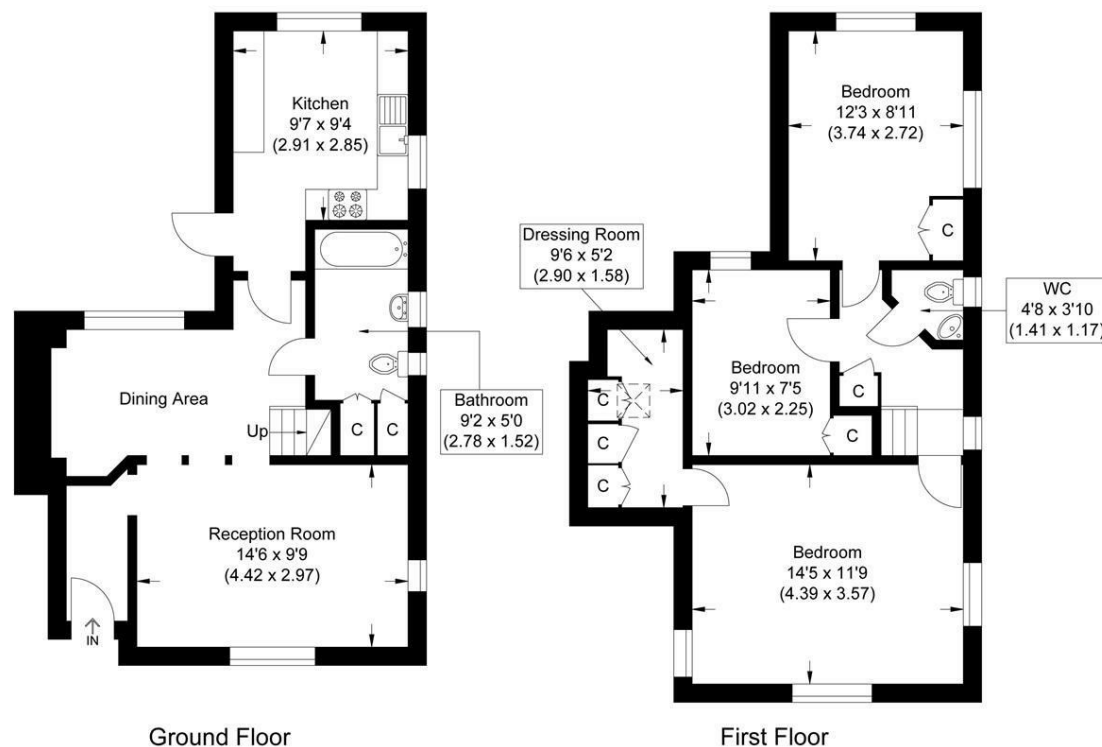 Kitchen
9'7 x 9'4
(2.91 x 2.85)
Dining Area
Up
C
C
Bathroom
9'2 x 5'0
(2.78 x 1.52)
Reception Room
14'6 x 9'9
(4.42 x 2.97)
IN
Ground Floor
Bedroom
12'3 x 8'11
(3.74 x 2.72)
C
Dressing Room
9'6 x 5'2
(2.90 x 1.58)
WC
4'8 x 3'10
(1.41 x 1.17)
Bedroom
9'11 x 7'5
(3.02 x 2.25)
C
C
C
C
C
Bedroom
14'5 x 11'9
(4.39 x 3.57)
First Floor